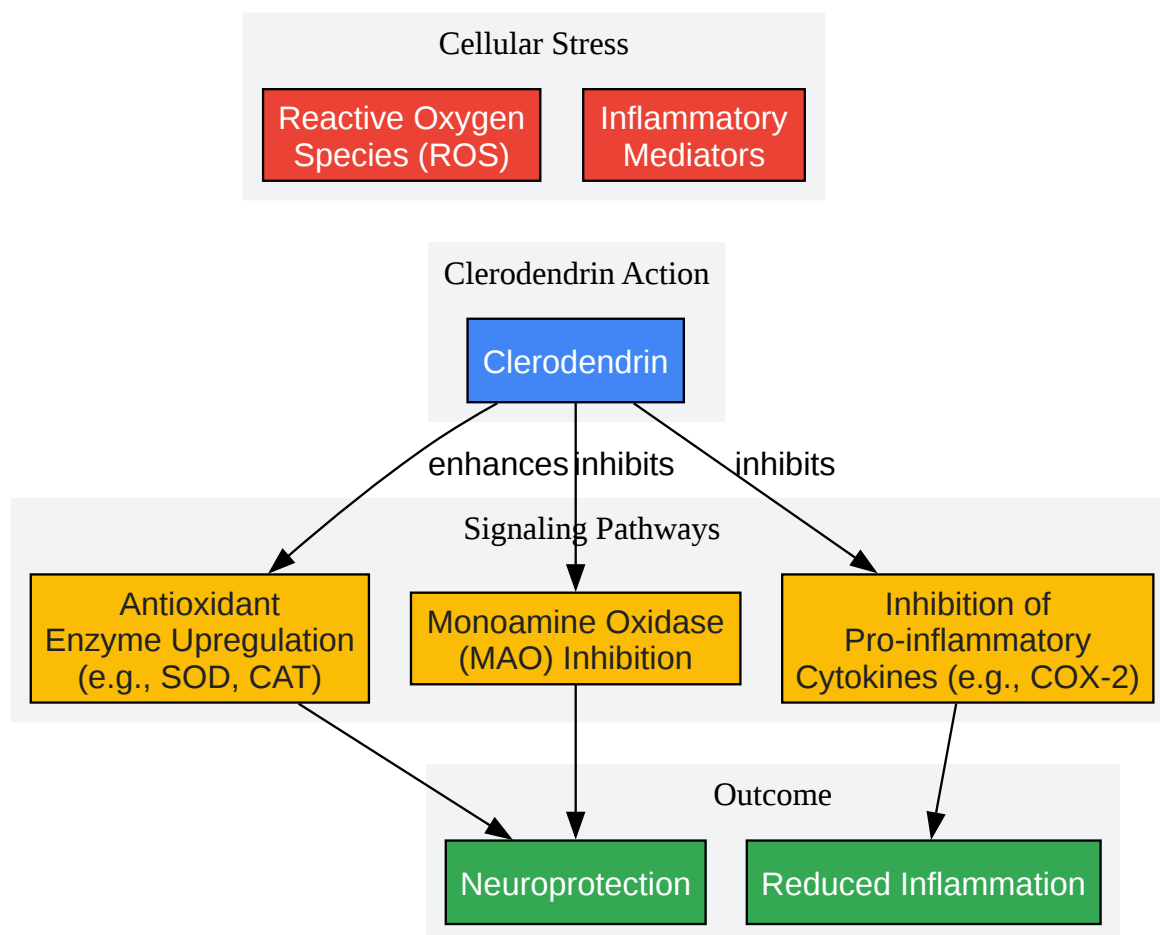 Cellular Stress
Reactive Oxygen
Species (ROS)
Inflammatory
Mediators
Clerodendrin Action
Clerodendrin
enhances
inhibits
inhibits
Signaling Pathways
Antioxidant
Enzyme Upregulation
(e.g., SOD, CAT)
Monoamine Oxidase
(MAO) Inhibition
Inhibition of
Pro-inflammatory
Cytokines (e.g., COX-2)
Outcome
Neuroprotection
Reduced Inflammation